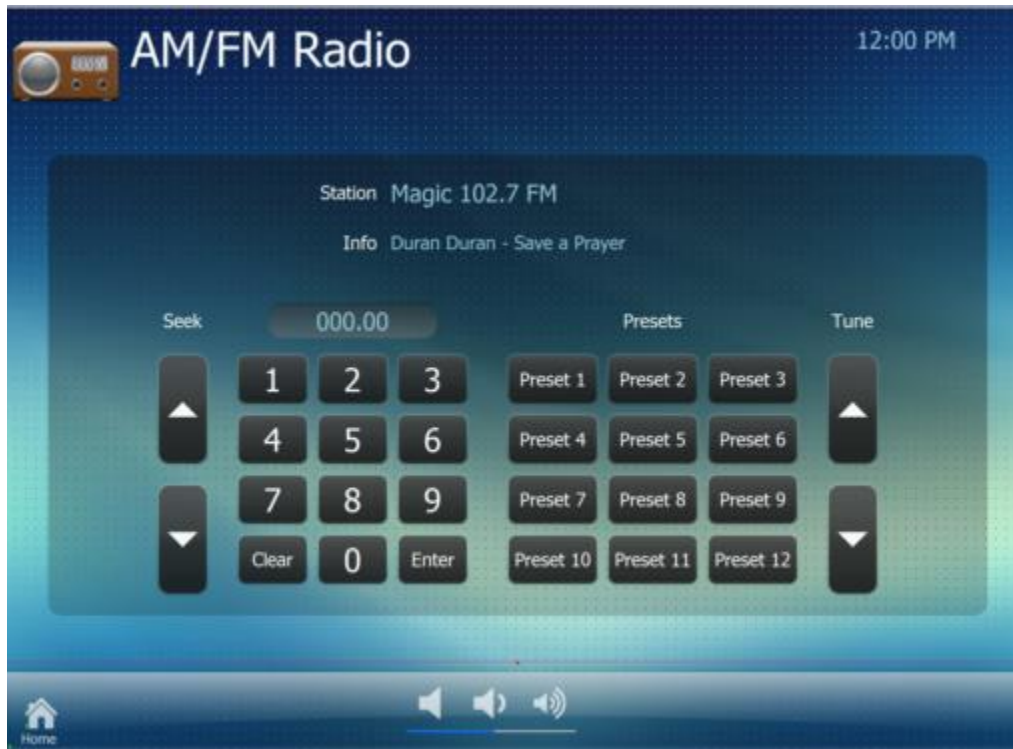 AM/FM Radio
12:00 PM
Station Magic 102.7 FM
Info Duran Duran - Save a Prayer
Seek 000.00 Presets Tune
1 2 3 Preset 1 Preset 2 Preset 3
4 5 6 Preset 4 Preset 5 Preset 6
7 8 9 Preset 7 Preset 8 Preset 9
Clear 0 Enter Preset 10 Preset 11 Preset 12
Home